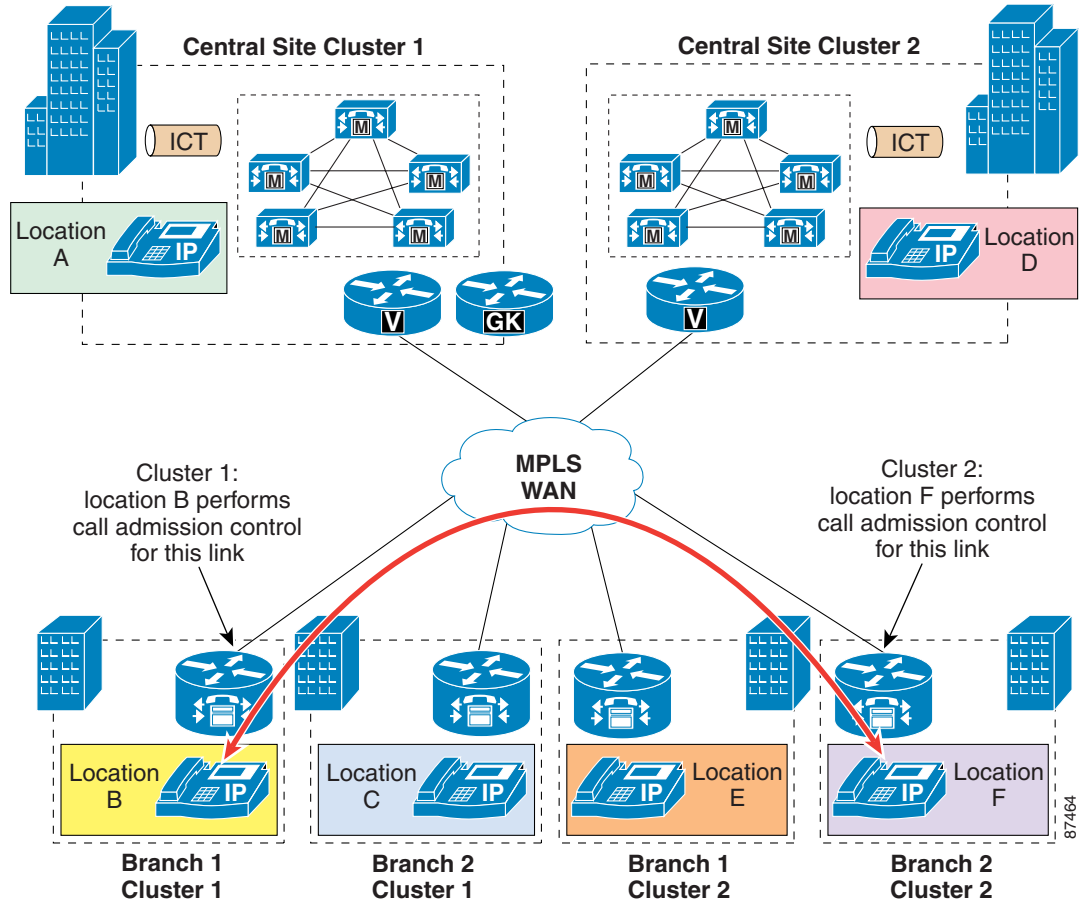 Central Site Cluster 1
Central Site Cluster 2
ICT
ICT
M
M
M
M
M
M
M
M
M
M
Location
A
IP
IP
Location
D
V
GK
V
MPLS
WAN
Cluster 1:
location B performs
call admission control
for this link
Cluster 2:
location F performs
call admission control
for this link
Location
B
IP
Location
C
IP
IP
Location
E
IP
Location
F
87464
Branch 1
Cluster 1
Branch 2
Cluster 1
Branch 1
Cluster 2
Branch 2
Cluster 2